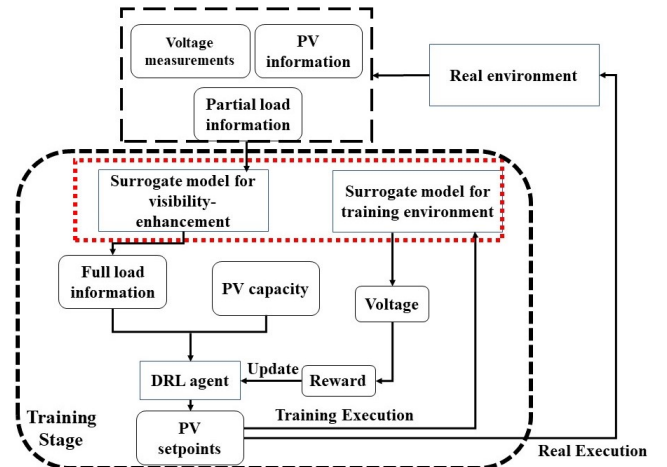 Voltage
measurements
PV
information
Real environment
Partial load
information
Surrogate model for
visibility-
enhancement
Surrogate model for
training environment
Full load
information
PV capacity
Voltage
DRL agent
Update
Reward
Training
Stage
PV
setpoints
Training Execution
Real Execution